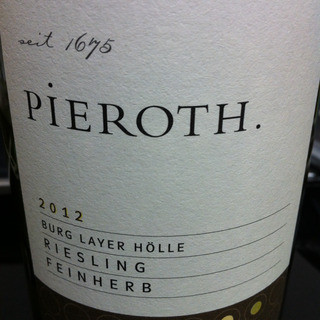 seit 1675
PiEROTH.
2012
BURG LAYER HÖLLE
RIESLING
FEINHERB